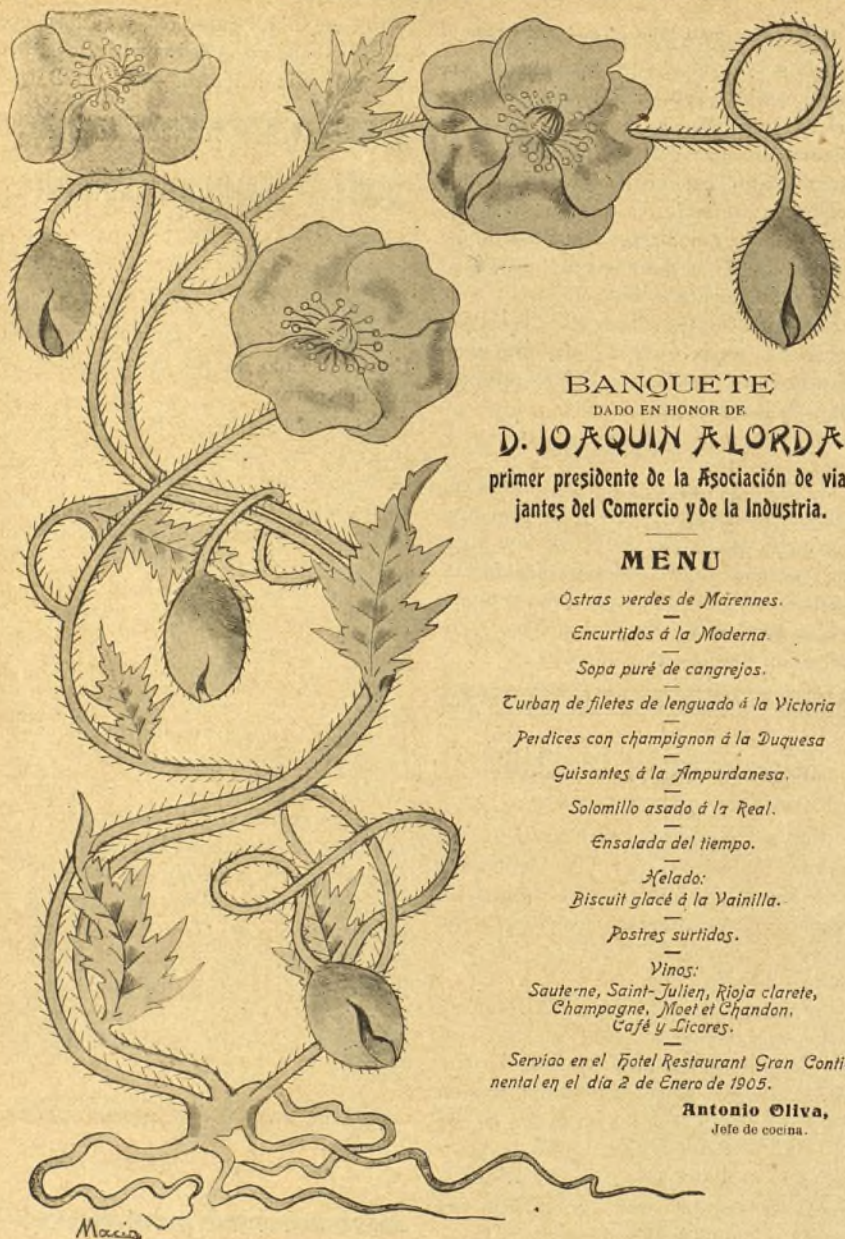 BANQUETE
DADO EN HONOR DE
D. JOAQUIN ALORDA
primer presidente de la Asociación de via-
jantes del Comercio y de la Industria.
MENU
Ostras verdes de Marennes.
Encurtidos á la Moderna
Sopa puré de cangrejos.
Turban de filetes de lenguado á la Victoria
Perdices con champignon á la Duquesa
Guisantes á la Ampurdanesa.
Solomillo asado á la Real.
Ensalada del tiempo.
Helado:
Biscuit glacé á la Vainilla.
Postres surtidos.
Vinos:
Sauterne, Saint-Julien, Rioja clarete,
Champagne, Moet et Chandon,
Café y Licores.
Servido en el Hotel Restaurant Gran Conti-
nental en el día 2 de Enero de 1905.
Antonio Oliva,
Jefe de cocina.
Macia